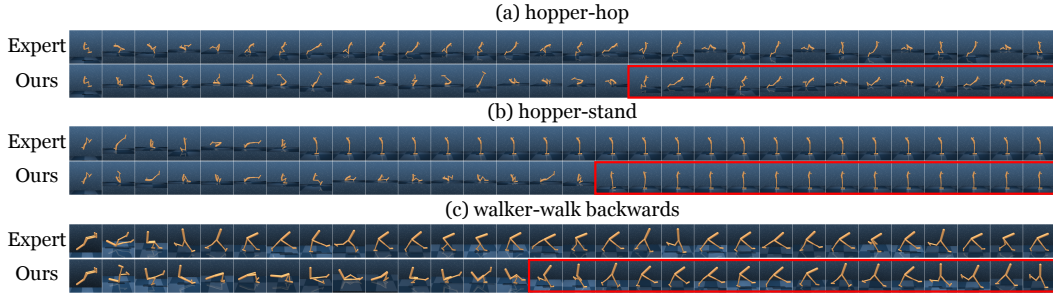 (a) hopper-hop
Expert
Ours
(b) hopper-stand
Expert
Ours
(c) walker-walk backwards
Expert
Ours